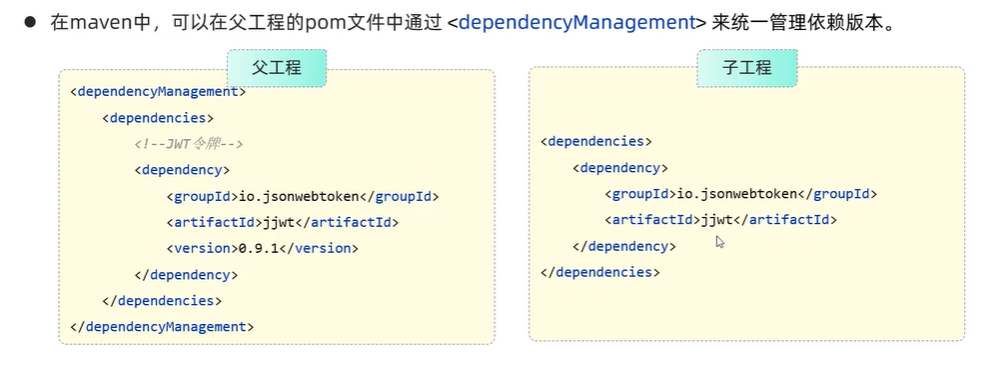 ● 在maven中，可以在父工程的pom文件中通过 <dependencyManagement> 来统一管理依赖版本。
父工程
<dependencyManagement>
<dependencies>
<!--JWT令牌-->
<dependency>
<groupId>io.jsonwebtoken</groupId>
<artifactId>jjwt</artifactId>
<version>0.9.1</version>
</dependency>
</dependencies>
</dependencyManagement>
子工程
<dependencies>
<dependency>
<groupId>io.jsonwebtoken</groupId>
<artifactId>jjwt</artifactId>
</dependency>
</dependencies>